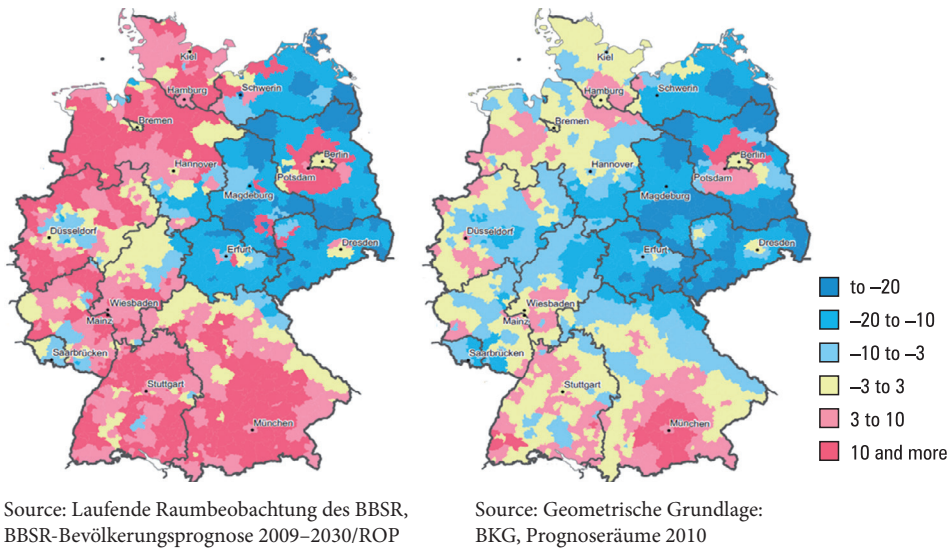 Kiel
Hamburg
Schwerin
Bremen
Berlin
Hannover
Potsdam
Magdeburg
Düsseldorf
Erfurt
Dresden
Wiesbaden
Mainz
Saarbrücken
Stuttgart
München
Kiel
Hamburg
Schwerin
Bremen
Berlin
Hannover
Potsdam
Magdeburg
Düsseldorf
Erfurt
Dresden
Wiesbaden
Mainz
Saarbrücken
Stuttgart
München
to –20
–20 to –10
–10 to –3
–3 to 3
3 to 10
10 and more
Source: Laufende Raumbeobachtung des BBSR,
BBSR-Bevölkerungsprognose 2009–2030/ROP
Source: Geometrische Grundlage:
BKG, Prognoseräume 2010